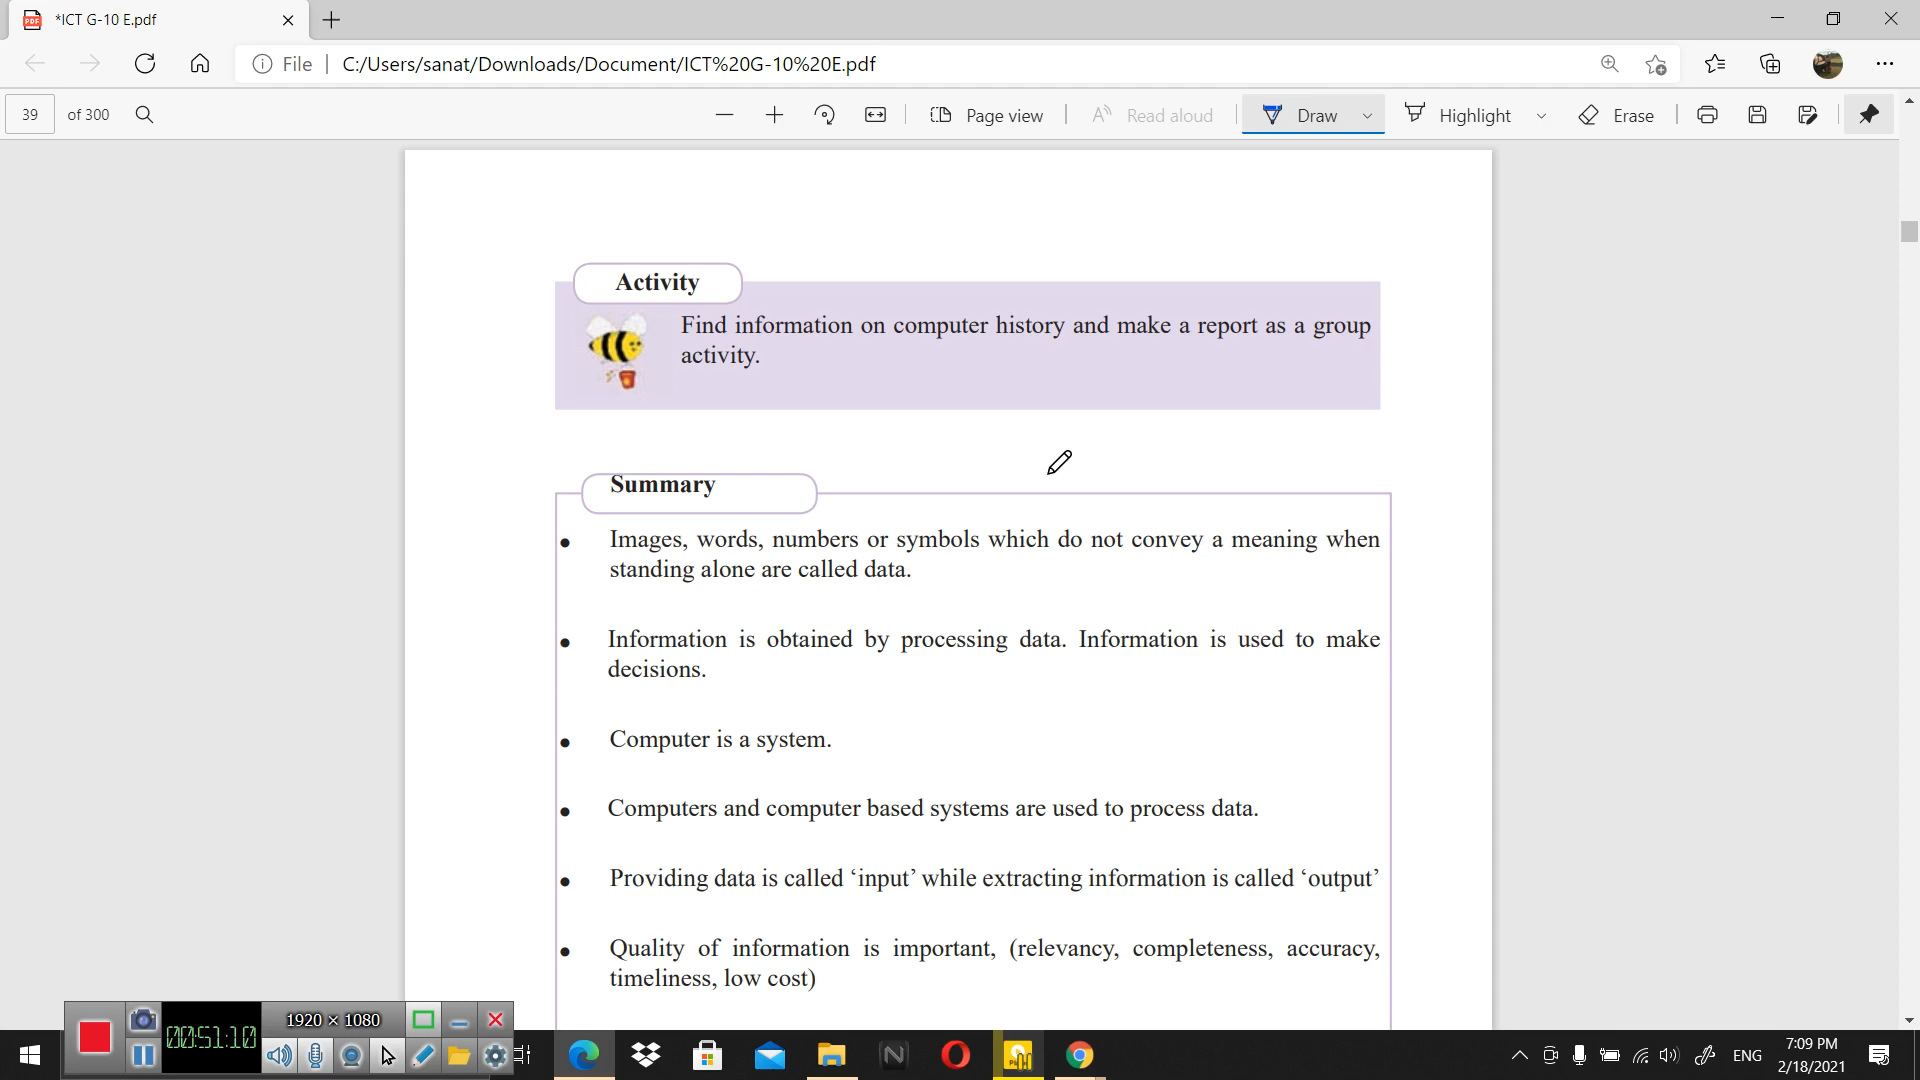 *ICT G-10 E.pdf
File | C:/Users/sanat/Downloads/Document/ICT%20G-10%20E.pdf
39 of 300 Page view Read aloud Draw Highlight Erase
Activity
Find information on computer history and make a report as a group
activity.
Summary
• Images, words, numbers or symbols which do not convey a meaning when
standing alone are called data.
• Information is obtained by processing data. Information is used to make
decisions.
• Computer is a system.
• Computers and computer based systems are used to process data.
• Providing data is called ‘input’ while extracting information is called ‘output’
• Quality of information is important, (relevancy, completeness, accuracy,
timeliness, low cost)
00:51:10 1920 × 1080
ENG 7:09 PM
2/18/2021